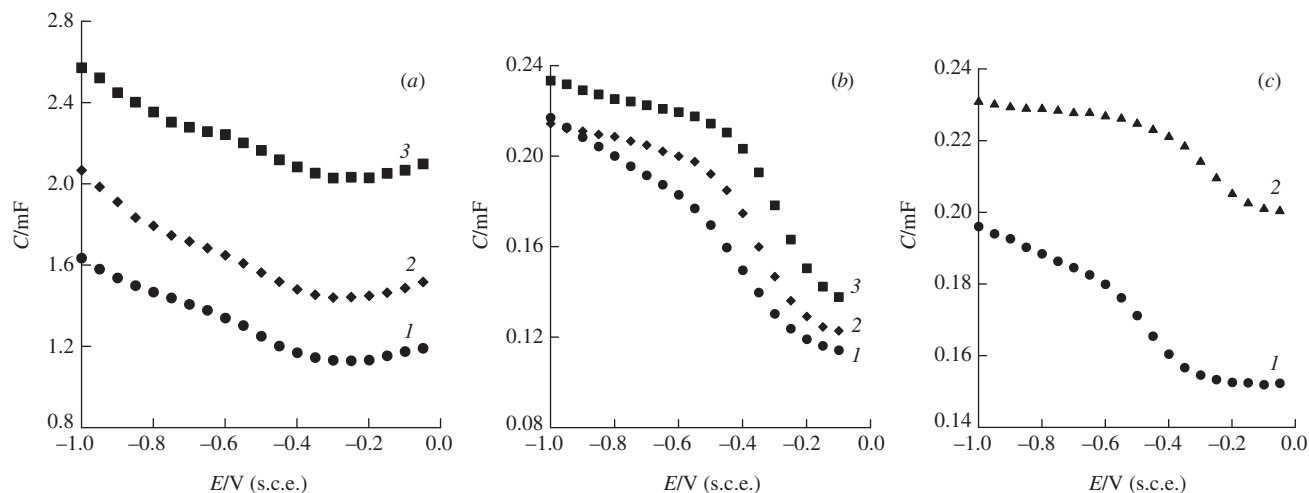 (a)
2.8
2.4
2.0
1.6
1.2
0.8
C/mF
3
2
1
–1.0 –0.8 –0.6 –0.4 –0.2 0.0
E/V (s.c.e.)
(b)
0.24
0.20
0.16
0.12
0.08
C/mF
3
2
1
–1.0 –0.8 –0.6 –0.4 –0.2 0.0
E/V (s.c.e.)
(c)
0.24
0.22
0.20
0.18
0.16
0.14
C/mF
2
1
–1.0 –0.8 –0.6 –0.4 –0.2 0.0
E/V (s.c.e.)